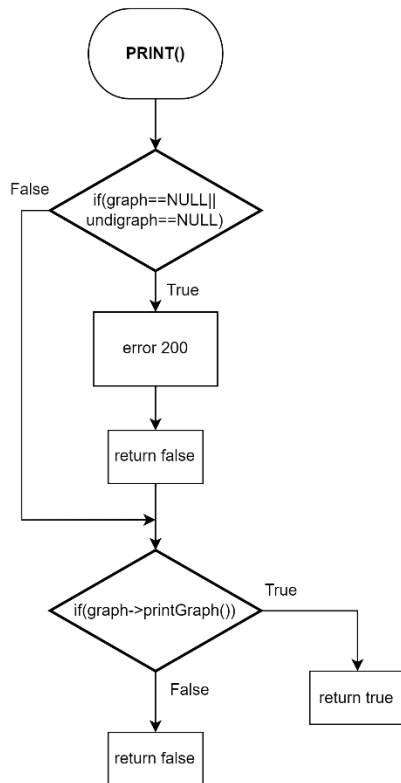 PRINT()
False
if(graph==NULL||
undigraph==NULL)
True
error 200
return false
if(graph->printGraph())
True
False
return true
return false